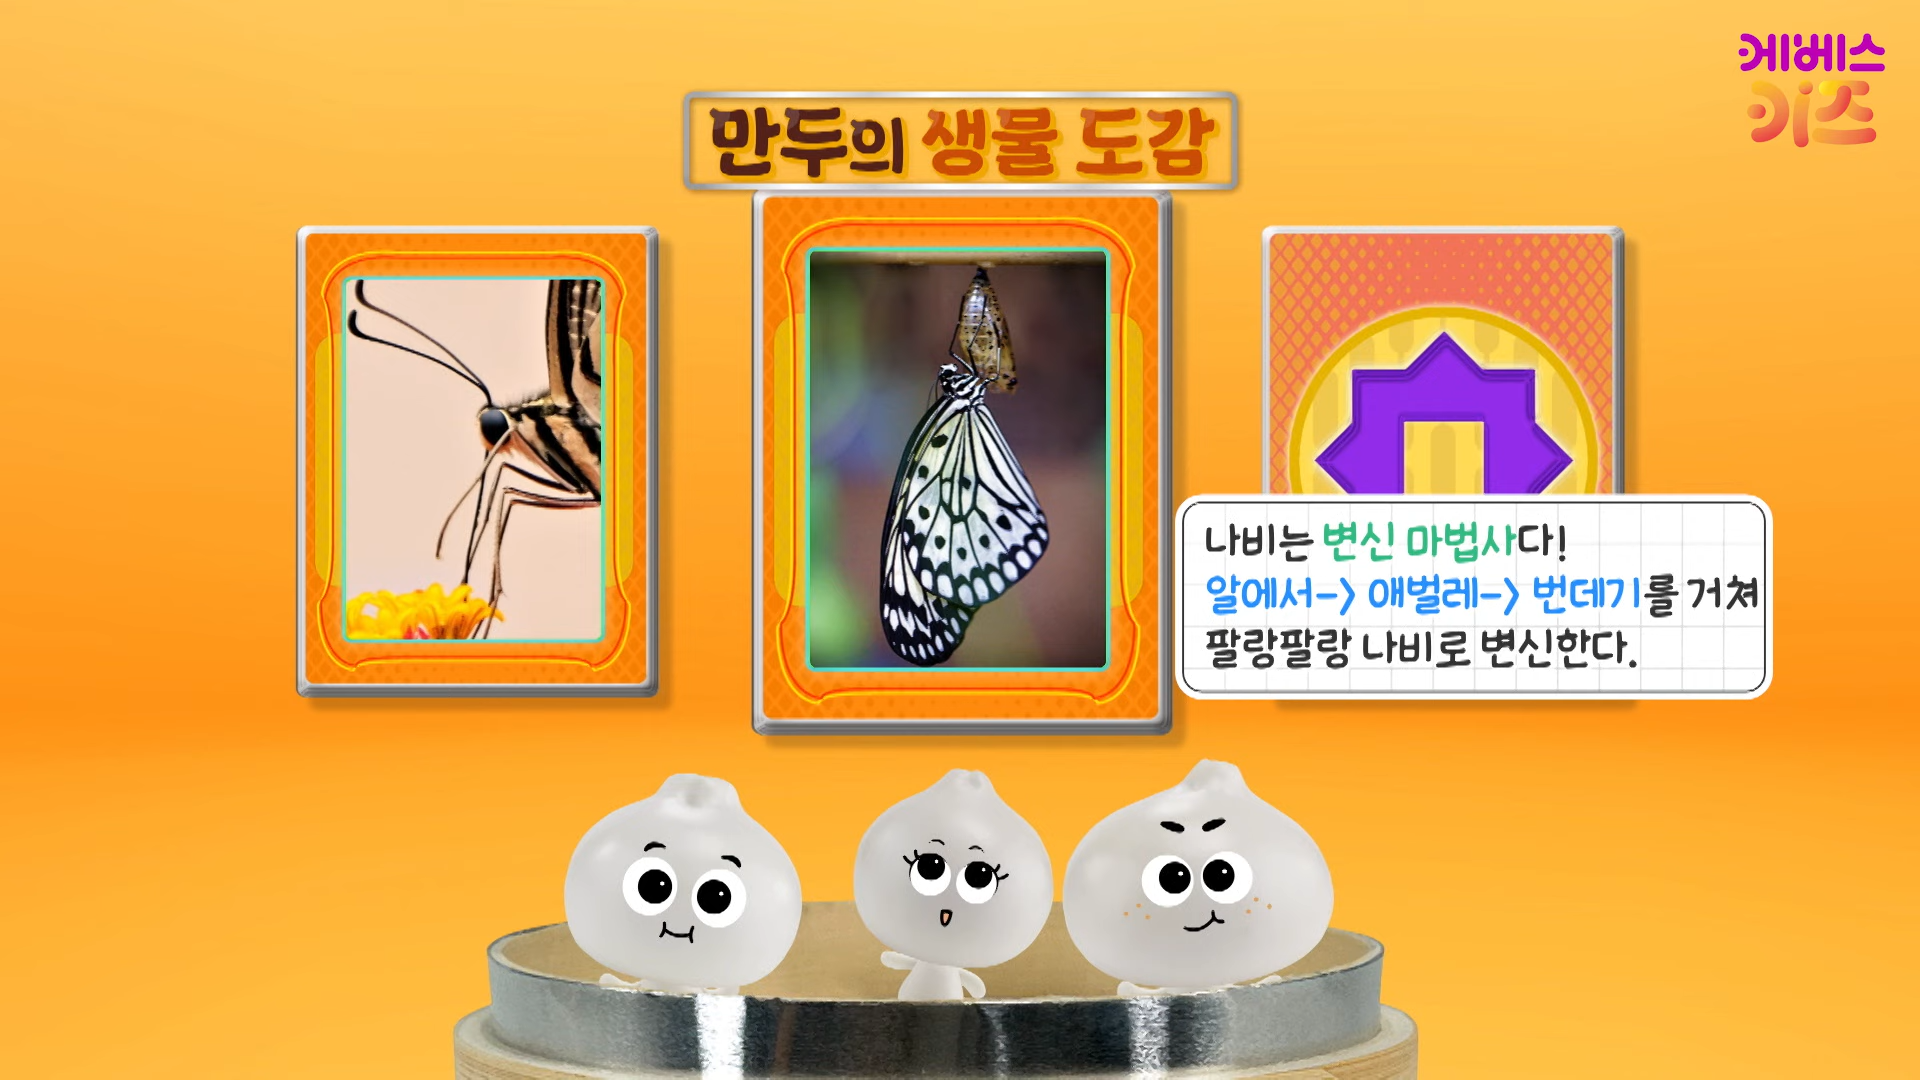 케베스
키즈
만두의 생물 도감
나비는 변신 마법사다!
알에서-> 애벌레-> 번데기를 거쳐
팔랑팔랑 나비로 변신한다.